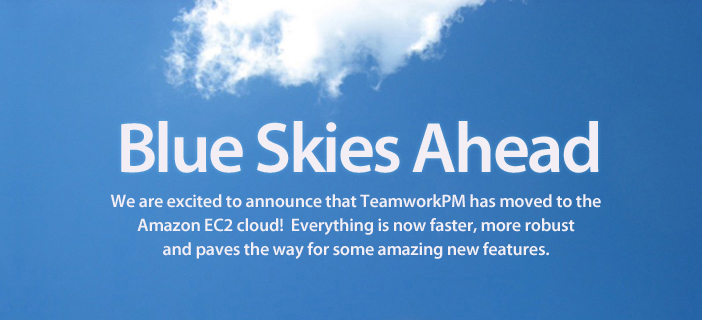 Blue Skies Ahead
We are excited to announce that TeamworkPM has moved to the
Amazon EC2 cloud!  Everything is now faster, more robust
and paves the way for some amazing new features.